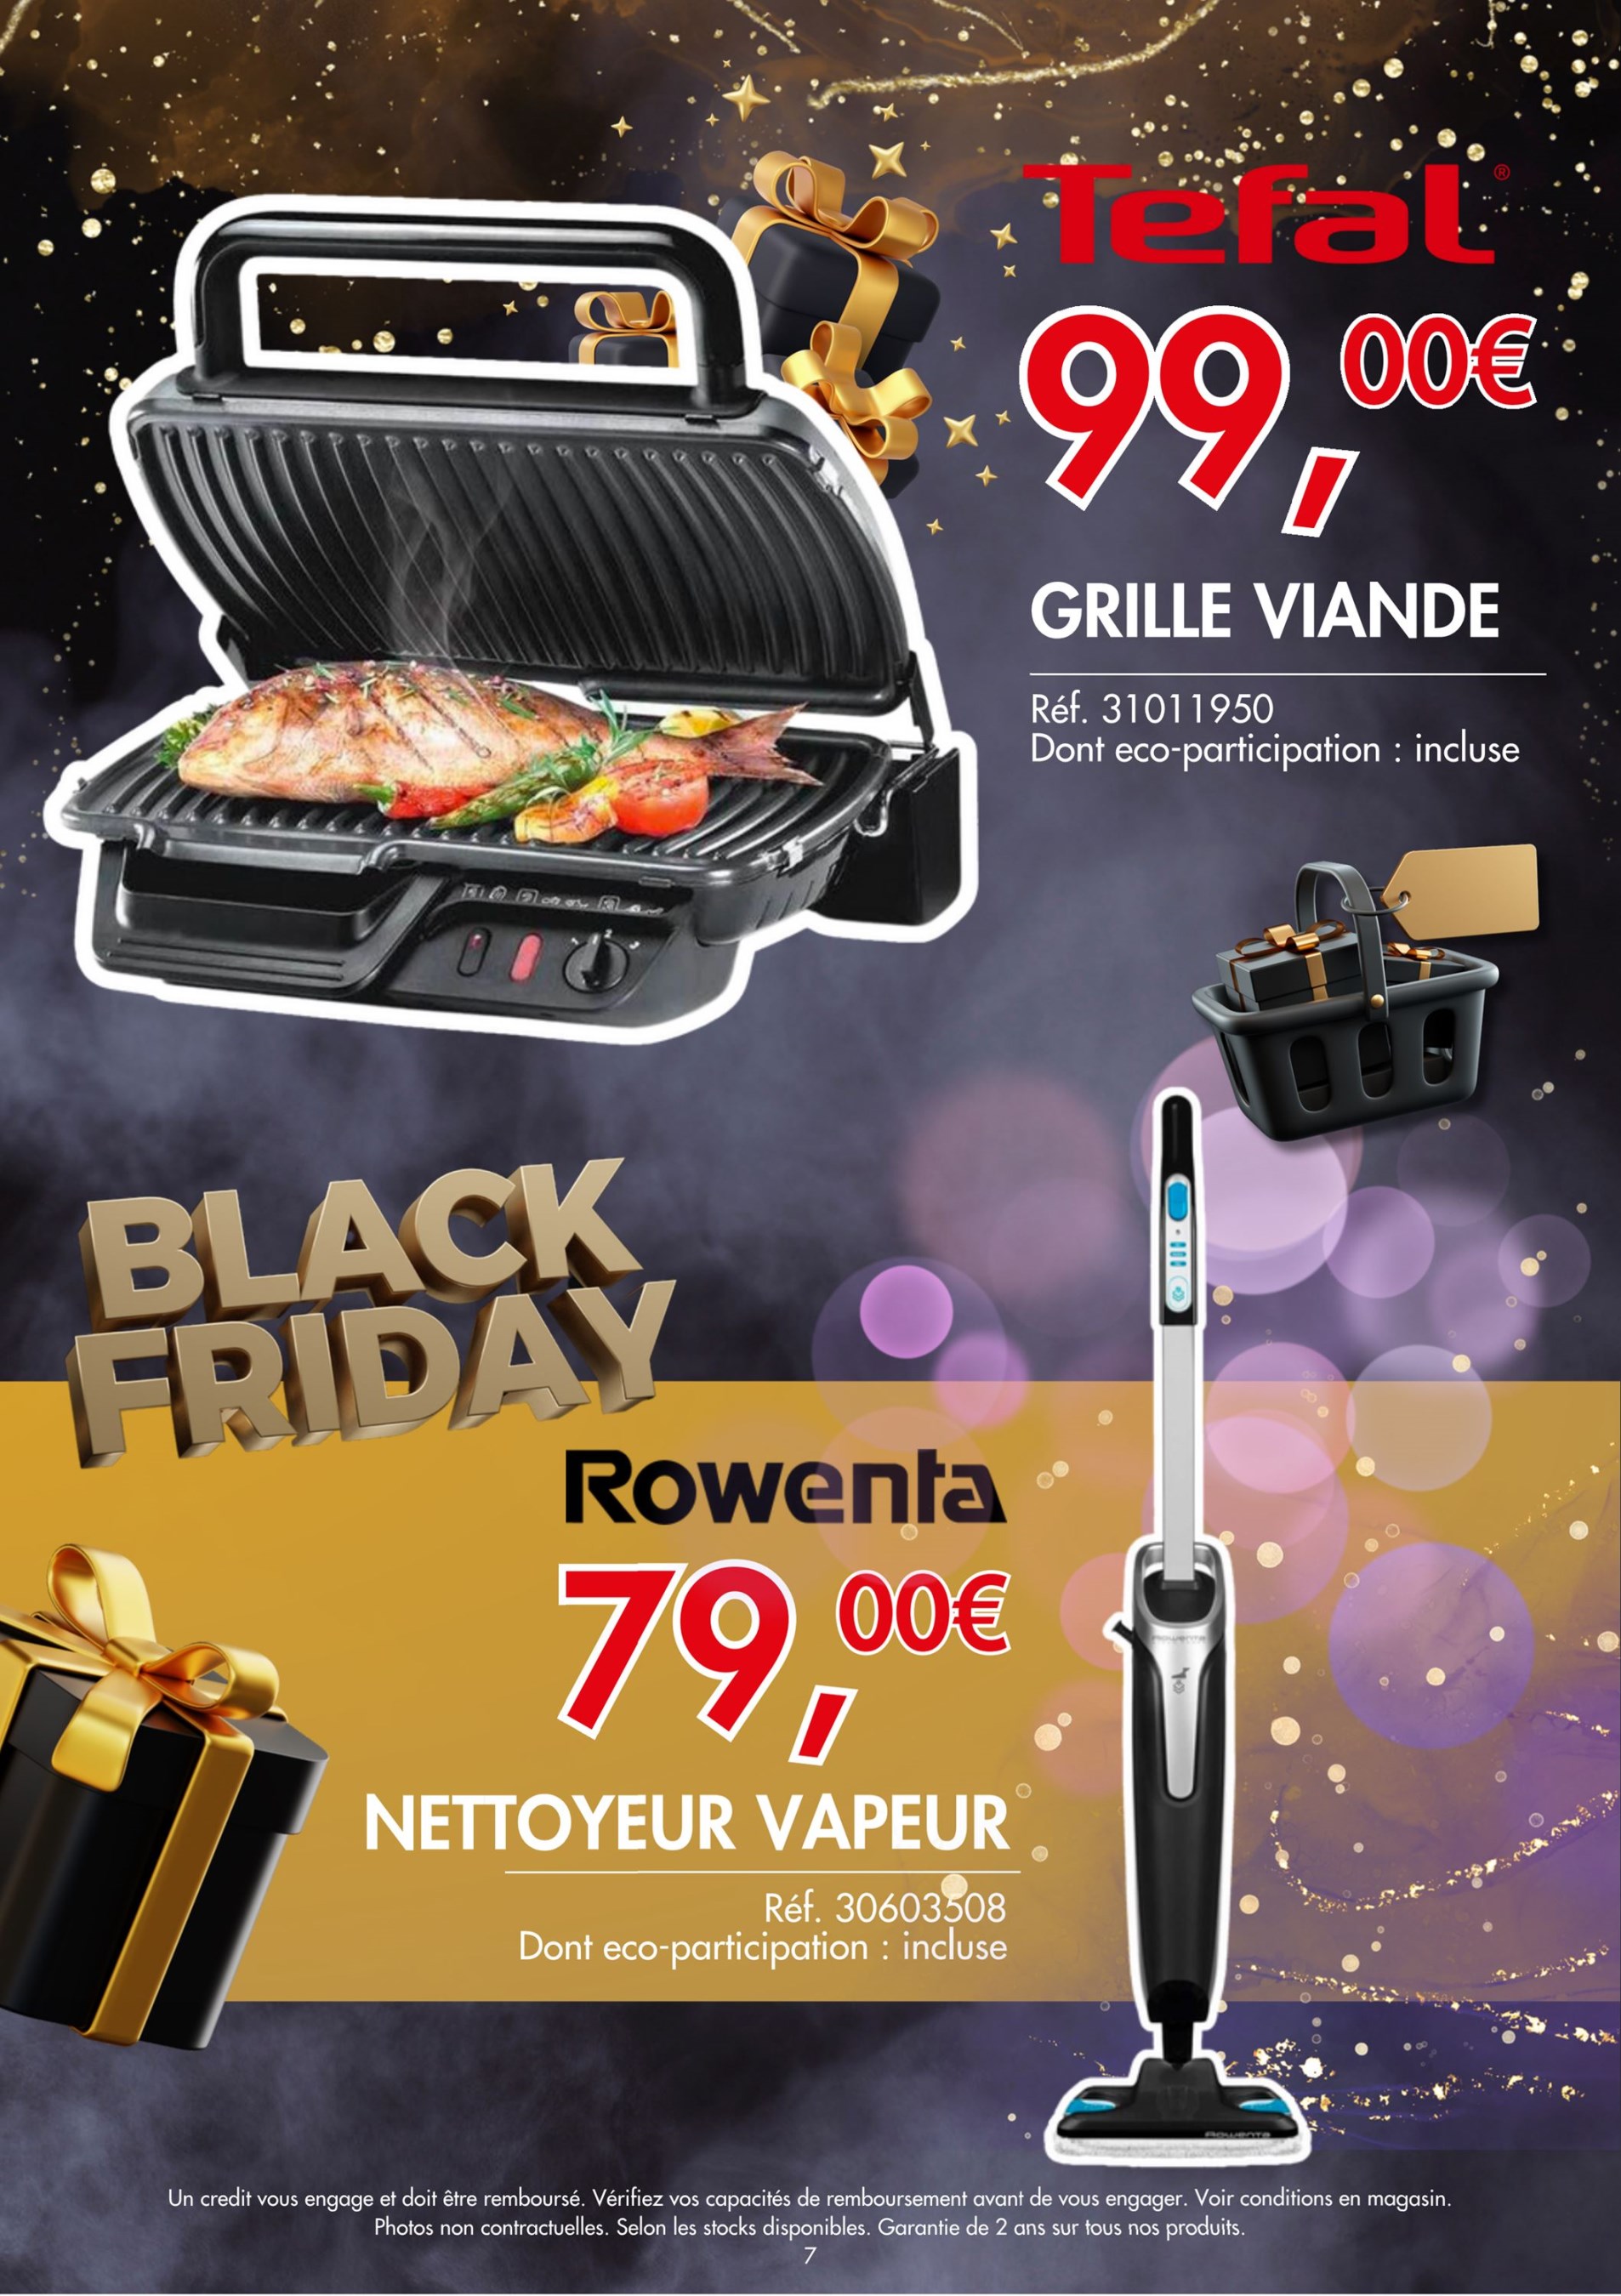 Tefal®
99,00€
GRILLE VIANDE
Réf. 31011950
Dont eco-participation : incluse
BLACK
FRIDAY
Rowenta
79,00€
NETTOYEUR VAPEUR
Réf. 30603508
Dont eco-participation : incluse
Rowenta
Rowenta
Un credit vous engage et doit être remboursé. Vérifiez vos capacités de remboursement avant de vous engager. Voir conditions en magasin.
Photos non contractuelles. Selon les stocks disponibles. Garantie de 2 ans sur tous nos produits.
7